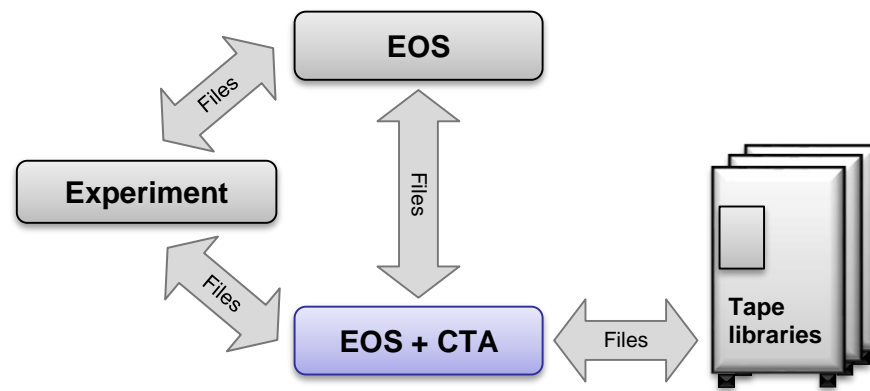 EOS
Files
Experiment
Files
Files
EOS + CTA
Files
Tape
libraries